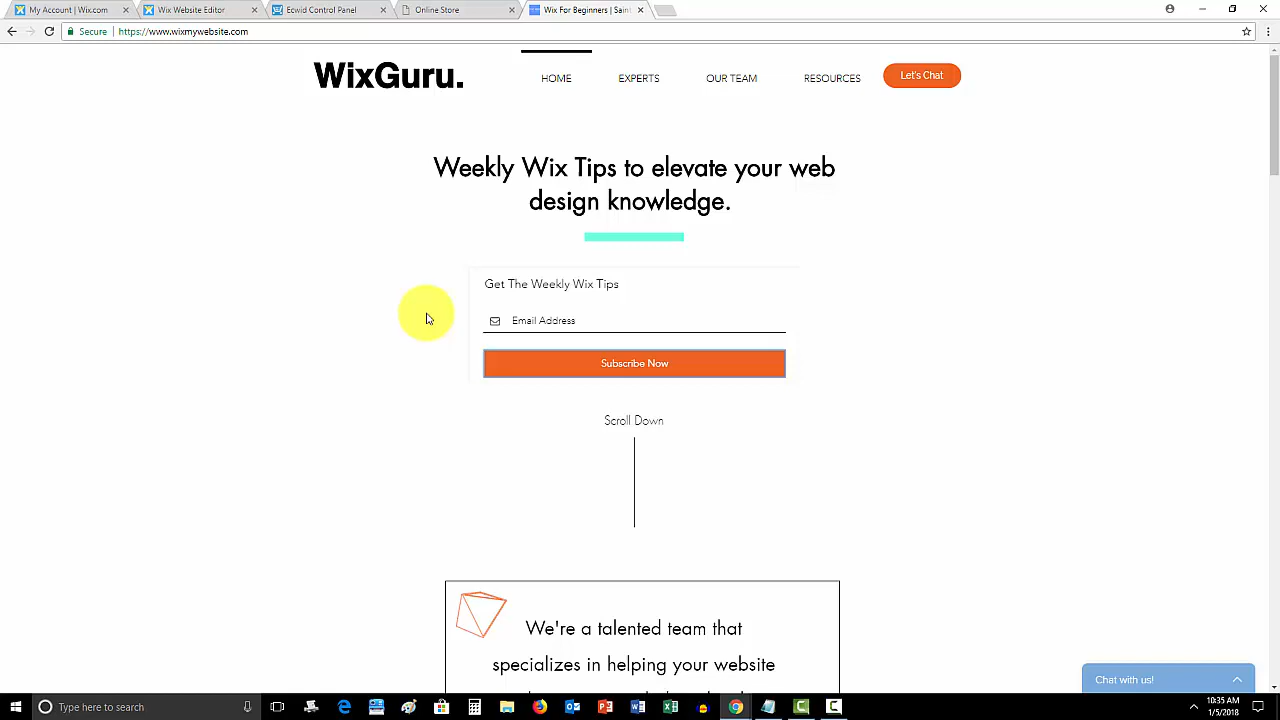 My Account | Wix.com
Wix Website Editor
Ecwid Control Panel
Online Store
Wix For Beginners | Saint
Secure
https://www.wixmywebsite.com
WixGuru.
HOME
EXPERTS
OUR TEAM
RESOURCES
Let's Chat
Weekly Wix Tips to elevate your web
design knowledge.
Get The Weekly Wix Tips
Email Address
Subscribe Now
Scroll Down
We're a talented team that
specializes in helping your website
Chat with us!
Type here to search
10:35 AM
1/5/2018